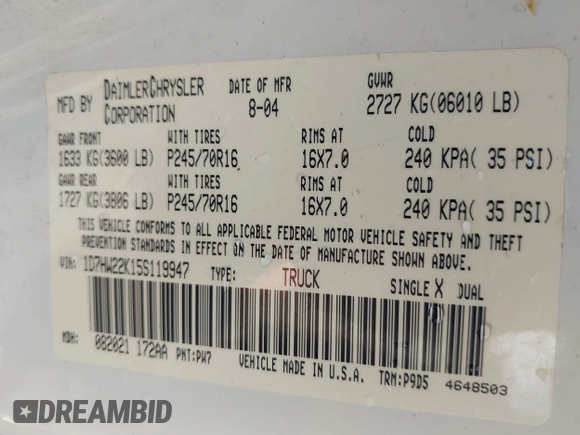 MFD BY DAIMLERCHRYSLER CORPORATION DATE OF MFR 8-04 GVWR 2727 KG(06010 LB)
GAWR FRONT WITH TIRES RIMS AT COLD
1633 KG(3600 LB) P245/70R16 16X7.0 240 KPA( 35 PSI)
GAWR REAR WITH TIRES RIMS AT COLD
1727 KG(3806 LB) P245/70R16 16X7.0 240 KPA( 35 PSI)
THIS VEHICLE CONFORMS TO ALL APPLICABLE FEDERAL MOTOR VEHICLE SAFETY AND THEFT
PREVENTION STANDARDS IN EFFECT ON THE DATE OF MANUFACTURE SHOWN ABOVE.
VIN: 1D7HW22K15S119947 TYPE: TRUCK SINGLE X DUAL
MDH: 082021 172AA PNT:PW7 VEHICLE MADE IN U.S.A. TRM:P9D5 4648503
DREAMBID